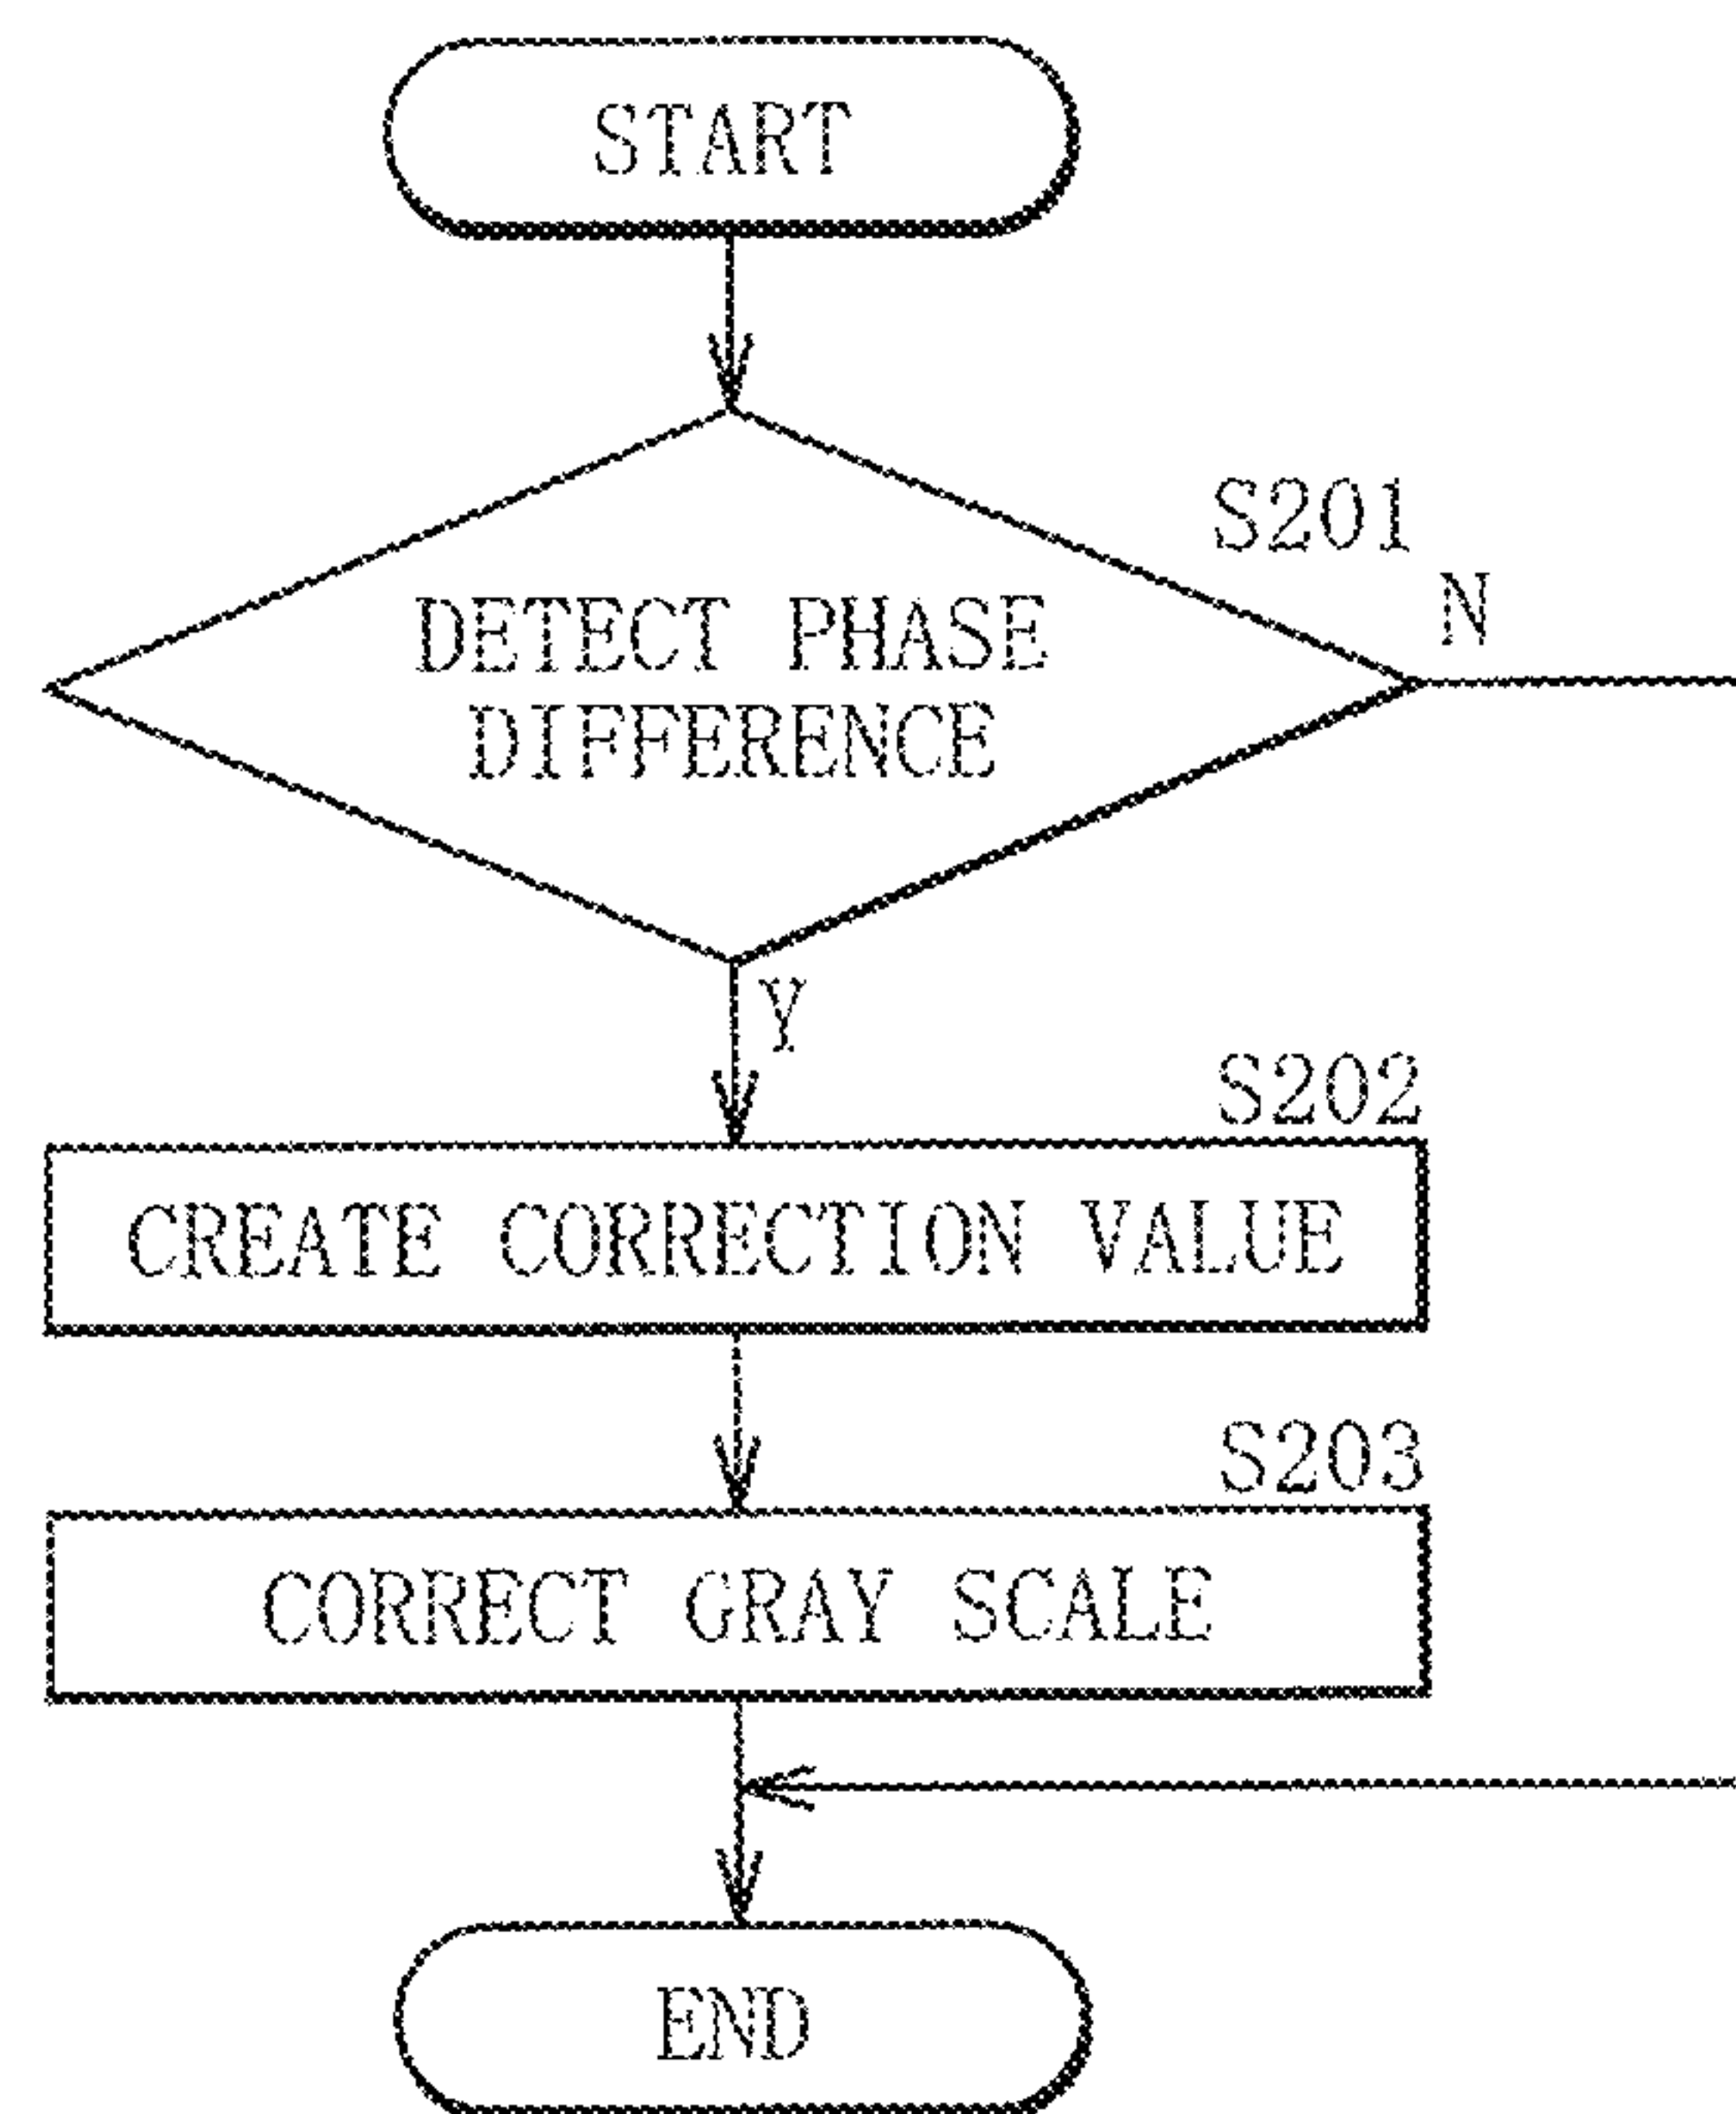 START
S201
N
DETECT PHASE
DIFFERENCE
Y
S202
CREATE CORRECTION VALUE
S203
CORRECT GRAY SCALE
END